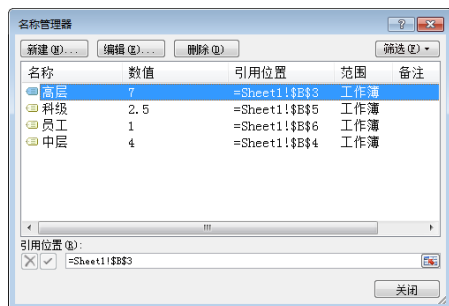 名称管理器
新建(N)... 编辑(E)... 删除(D) 筛选(F)
名称 数值 引用位置 范围 备注
高层 7 =Sheet1!$B$3 工作簿
科级 2.5 =Sheet1!$B$5 工作簿
员工 1 =Sheet1!$B$6 工作簿
中层 4 =Sheet1!$B$4 工作簿
引用位置(R):
=Sheet1!$B$3
关闭